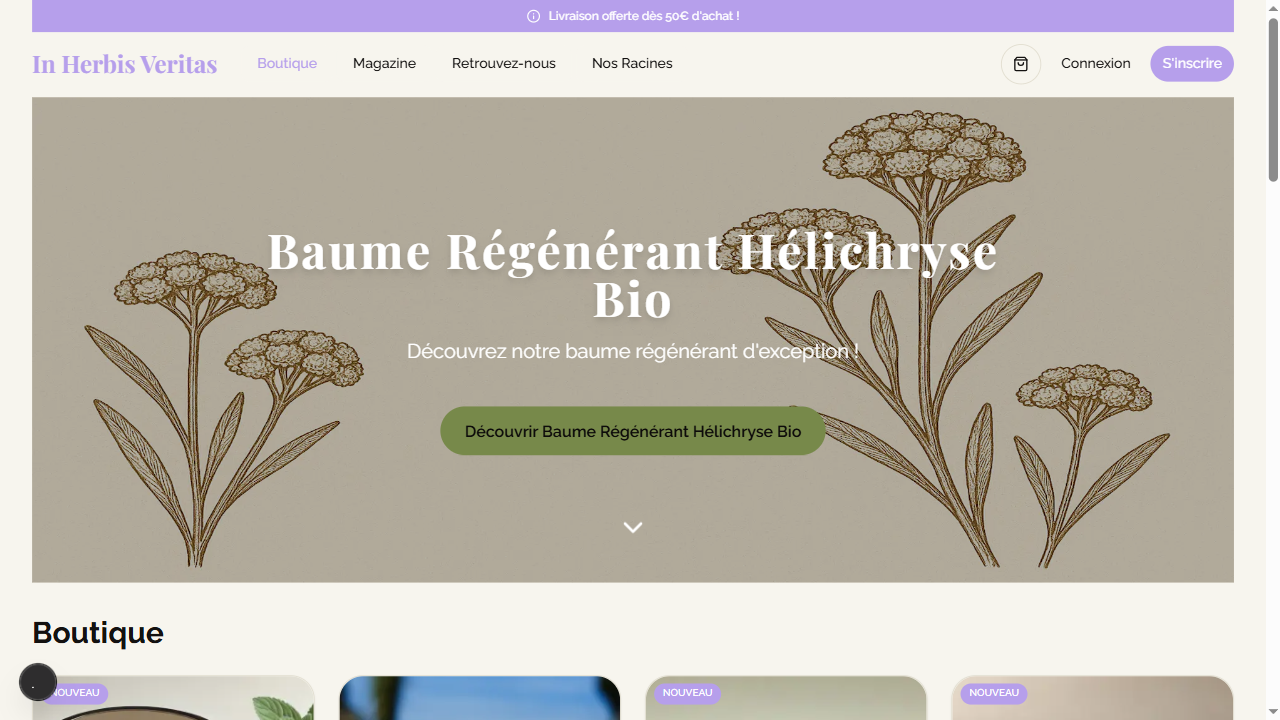 Livraison offerte dès 50€ d'achat !
In Herbis Veritas
Boutique
Magazine
Retrouvez-nous
Nos Racines
Connexion
S'inscrire
Baume Régénérant Hélichryse
Bio
Découvrez notre baume régénérant d'exception !
Découvrir Baume Régénérant Hélichryse Bio
Boutique
NOUVEAU
NOUVEAU
NOUVEAU